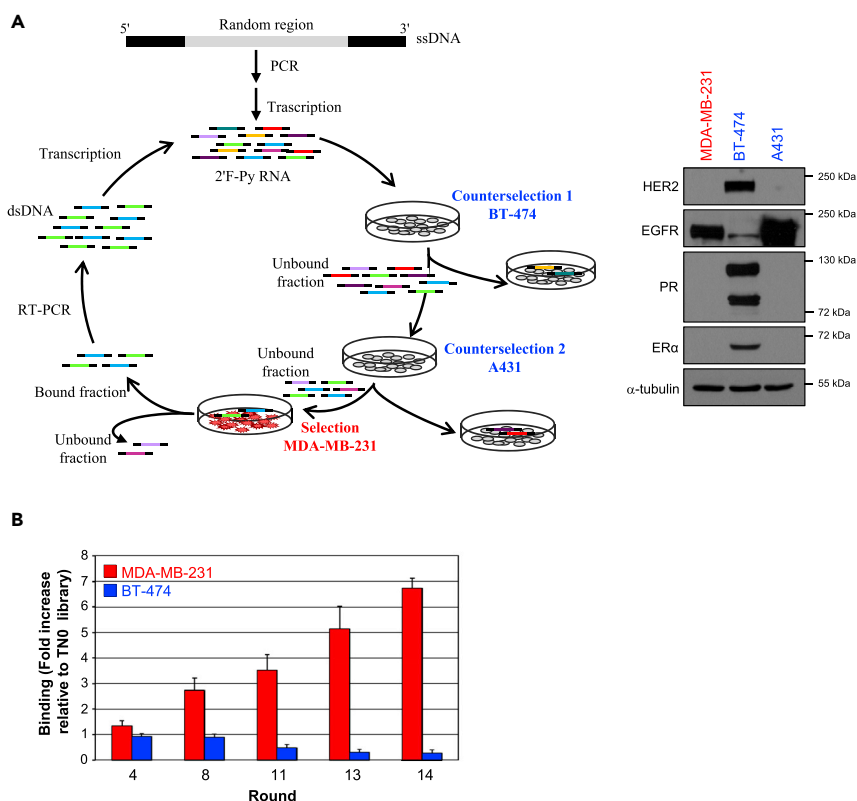 A
5'
Random region
3'
ssDNA
PCR
Trascription
2'F-Py RNA
Transcription
dsDNA
RT-PCR
Counterselection 1
BT-474
Unbound
fraction
Counterselection 2
A431
Unbound
fraction
Bound fraction
Unbound
fraction
Selection
MDA-MB-231
MDA-MB-231
BT-474
A431
HER2
250 kDa
250 kDa
EGFR
130 kDa
PR
72 kDa
72 kDa
ERα
α-tubulin
55 kDa
B
Binding (Fold increase
relative to TN0 library)
8
7
6
5
4
3
2
1
0
MDA-MB-231
BT-474
4 8 11 13 14
Round